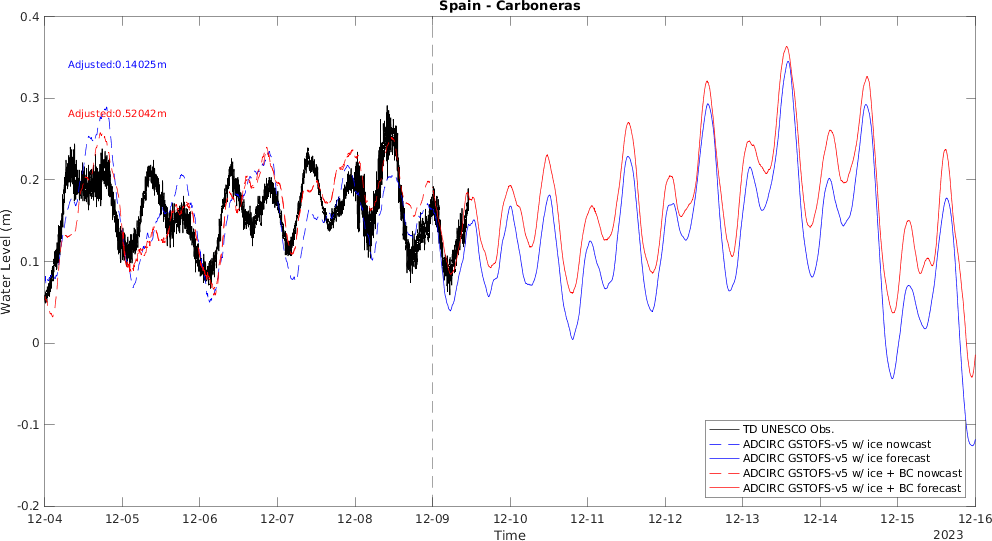 Spain - Carboneras
0.4
Adjusted:0.14025m
0.3
Adjusted:0.52042m
0.2
Water Level (m)
0.1
0
-0.1
TD UNESCO Obs.
ADCIRC GSTOFS-v5 w/ ice nowcast
ADCIRC GSTOFS-v5 w/ ice forecast
ADCIRC GSTOFS-v5 w/ ice + BC nowcast
ADCIRC GSTOFS-v5 w/ ice + BC forecast
-0.2
12-04 12-05 12-06 12-07 12-08 12-09 12-10 12-11 12-12 12-13 12-14 12-15 12-16
Time
2023